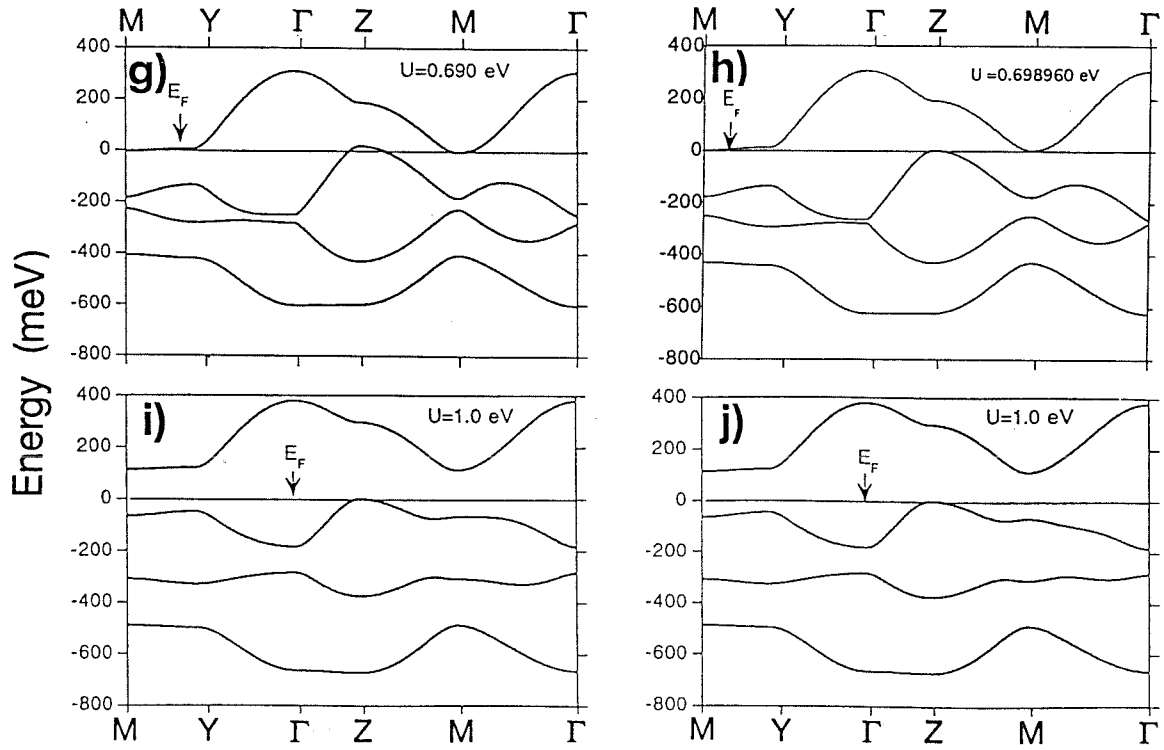 M Y Γ Z M Γ
M Y Γ Z M Γ
Energy (meV)
g)
U=0.690 eV
E_F
400
200
0
-200
-400
-600
-800
h)
U =0.698960 eV
E_F
400
200
0
-200
-400
-600
-800
i)
U=1.0 eV
E_F
400
200
0
-200
-400
-600
-800
M Y Γ Z M Γ
j)
U=1.0 eV
E_F
400
200
0
-200
-400
-600
-800
M Y Γ Z M Γ